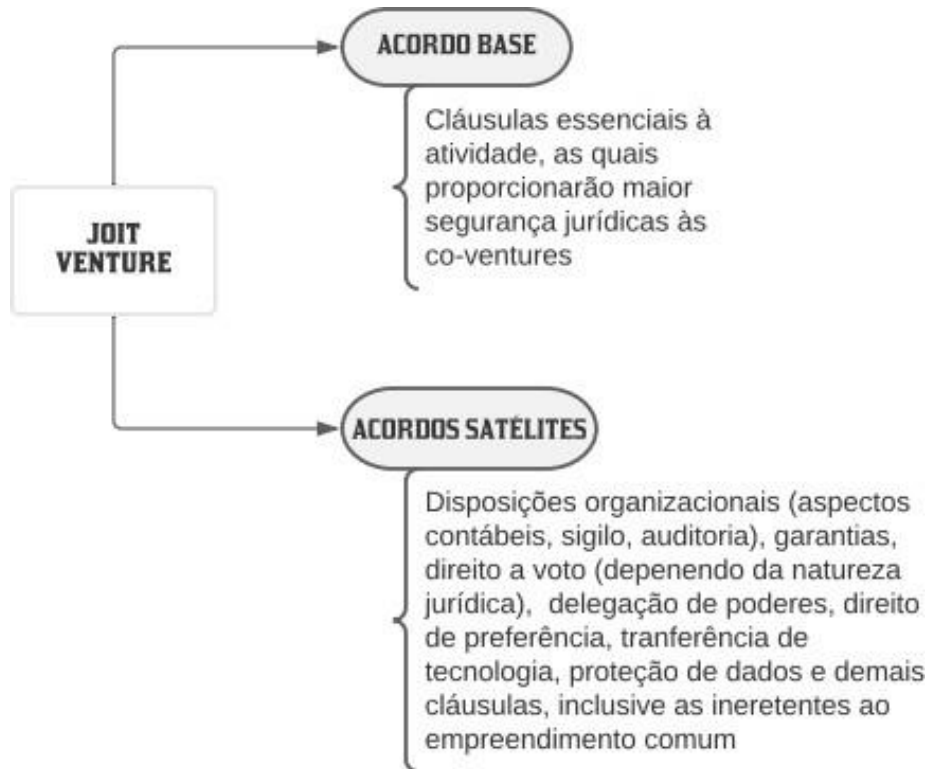 ACORDO BASE
Cláusulas essenciais à
atividade, as quais
proporcionarão maior
segurança jurídicas às
co-ventures
JOIT
VENTURE
ACORDOS SATÉLITES
Disposições organizacionais (aspectos
contábeis, sigilo, auditoria), garantias,
direito a voto (depenendo da natureza
jurídica), delegação de poderes, direito
de preferência, tranferência de
tecnologia, proteção de dados e demais
cláusulas, inclusive as ineretentes ao
empreendimento comum